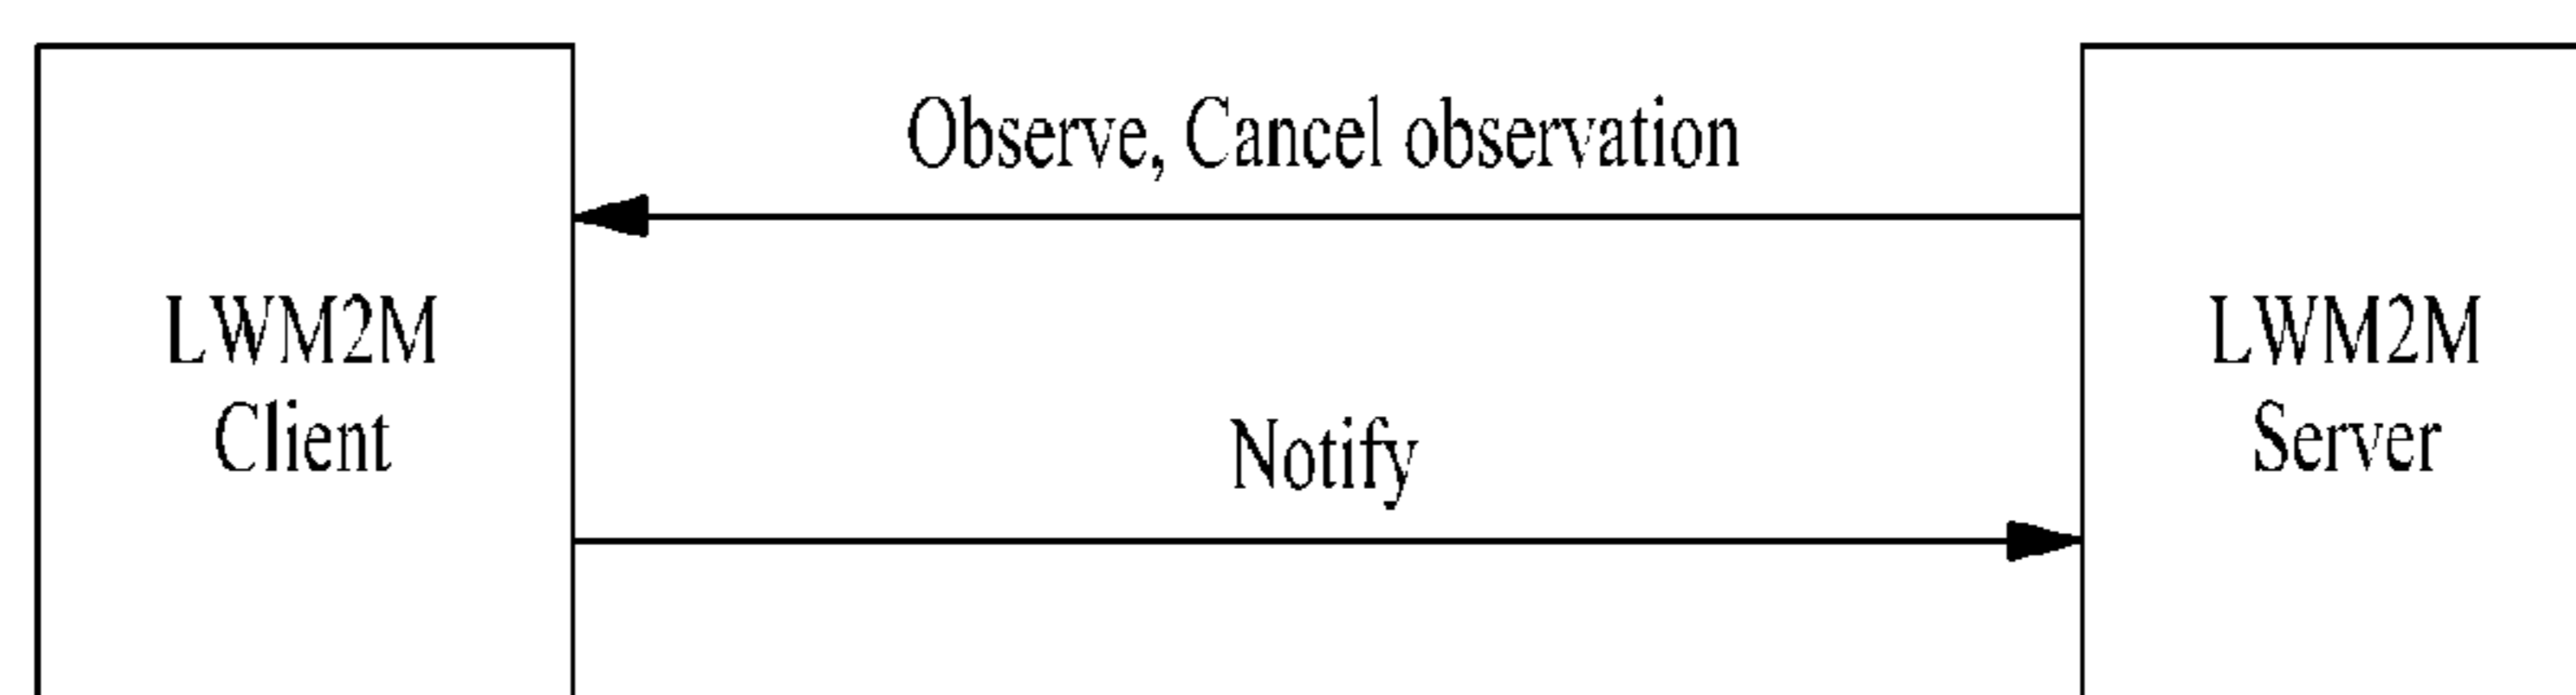 Observe, Cancel observation
LWM2M
Client
Notify
LWM2M
Server